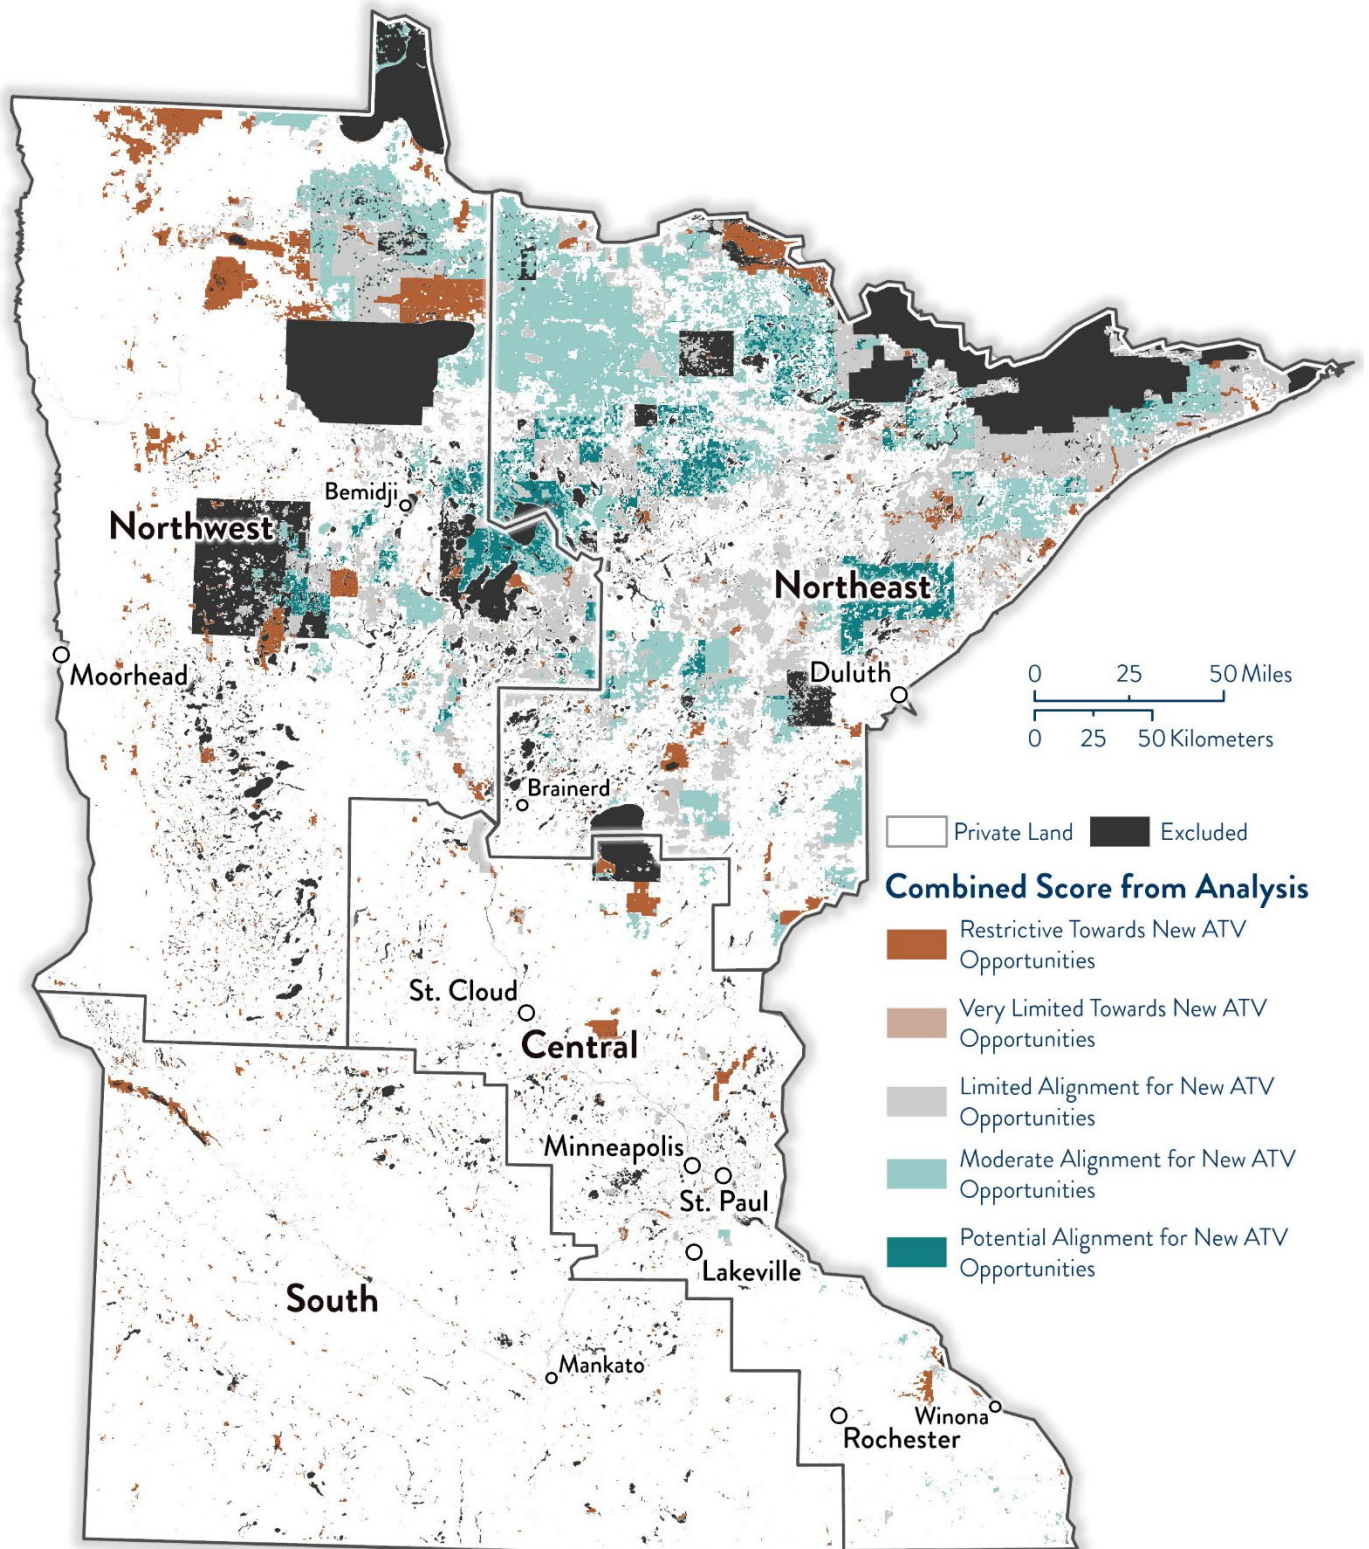 Bemidji
Northwest
Northeast
Moorhead
Duluth
0 25 50 Miles
0 25 50 Kilometers
Brainerd
Private Land Excluded
Combined Score from Analysis
Restrictive Towards New ATV
Opportunities
Very Limited Towards New ATV
Opportunities
Limited Alignment for New ATV
Opportunities
Moderate Alignment for New ATV
Opportunities
Potential Alignment for New ATV
Opportunities
St. Cloud
Central
Minneapolis
St. Paul
Lakeville
South
Mankato
Winona
Rochester